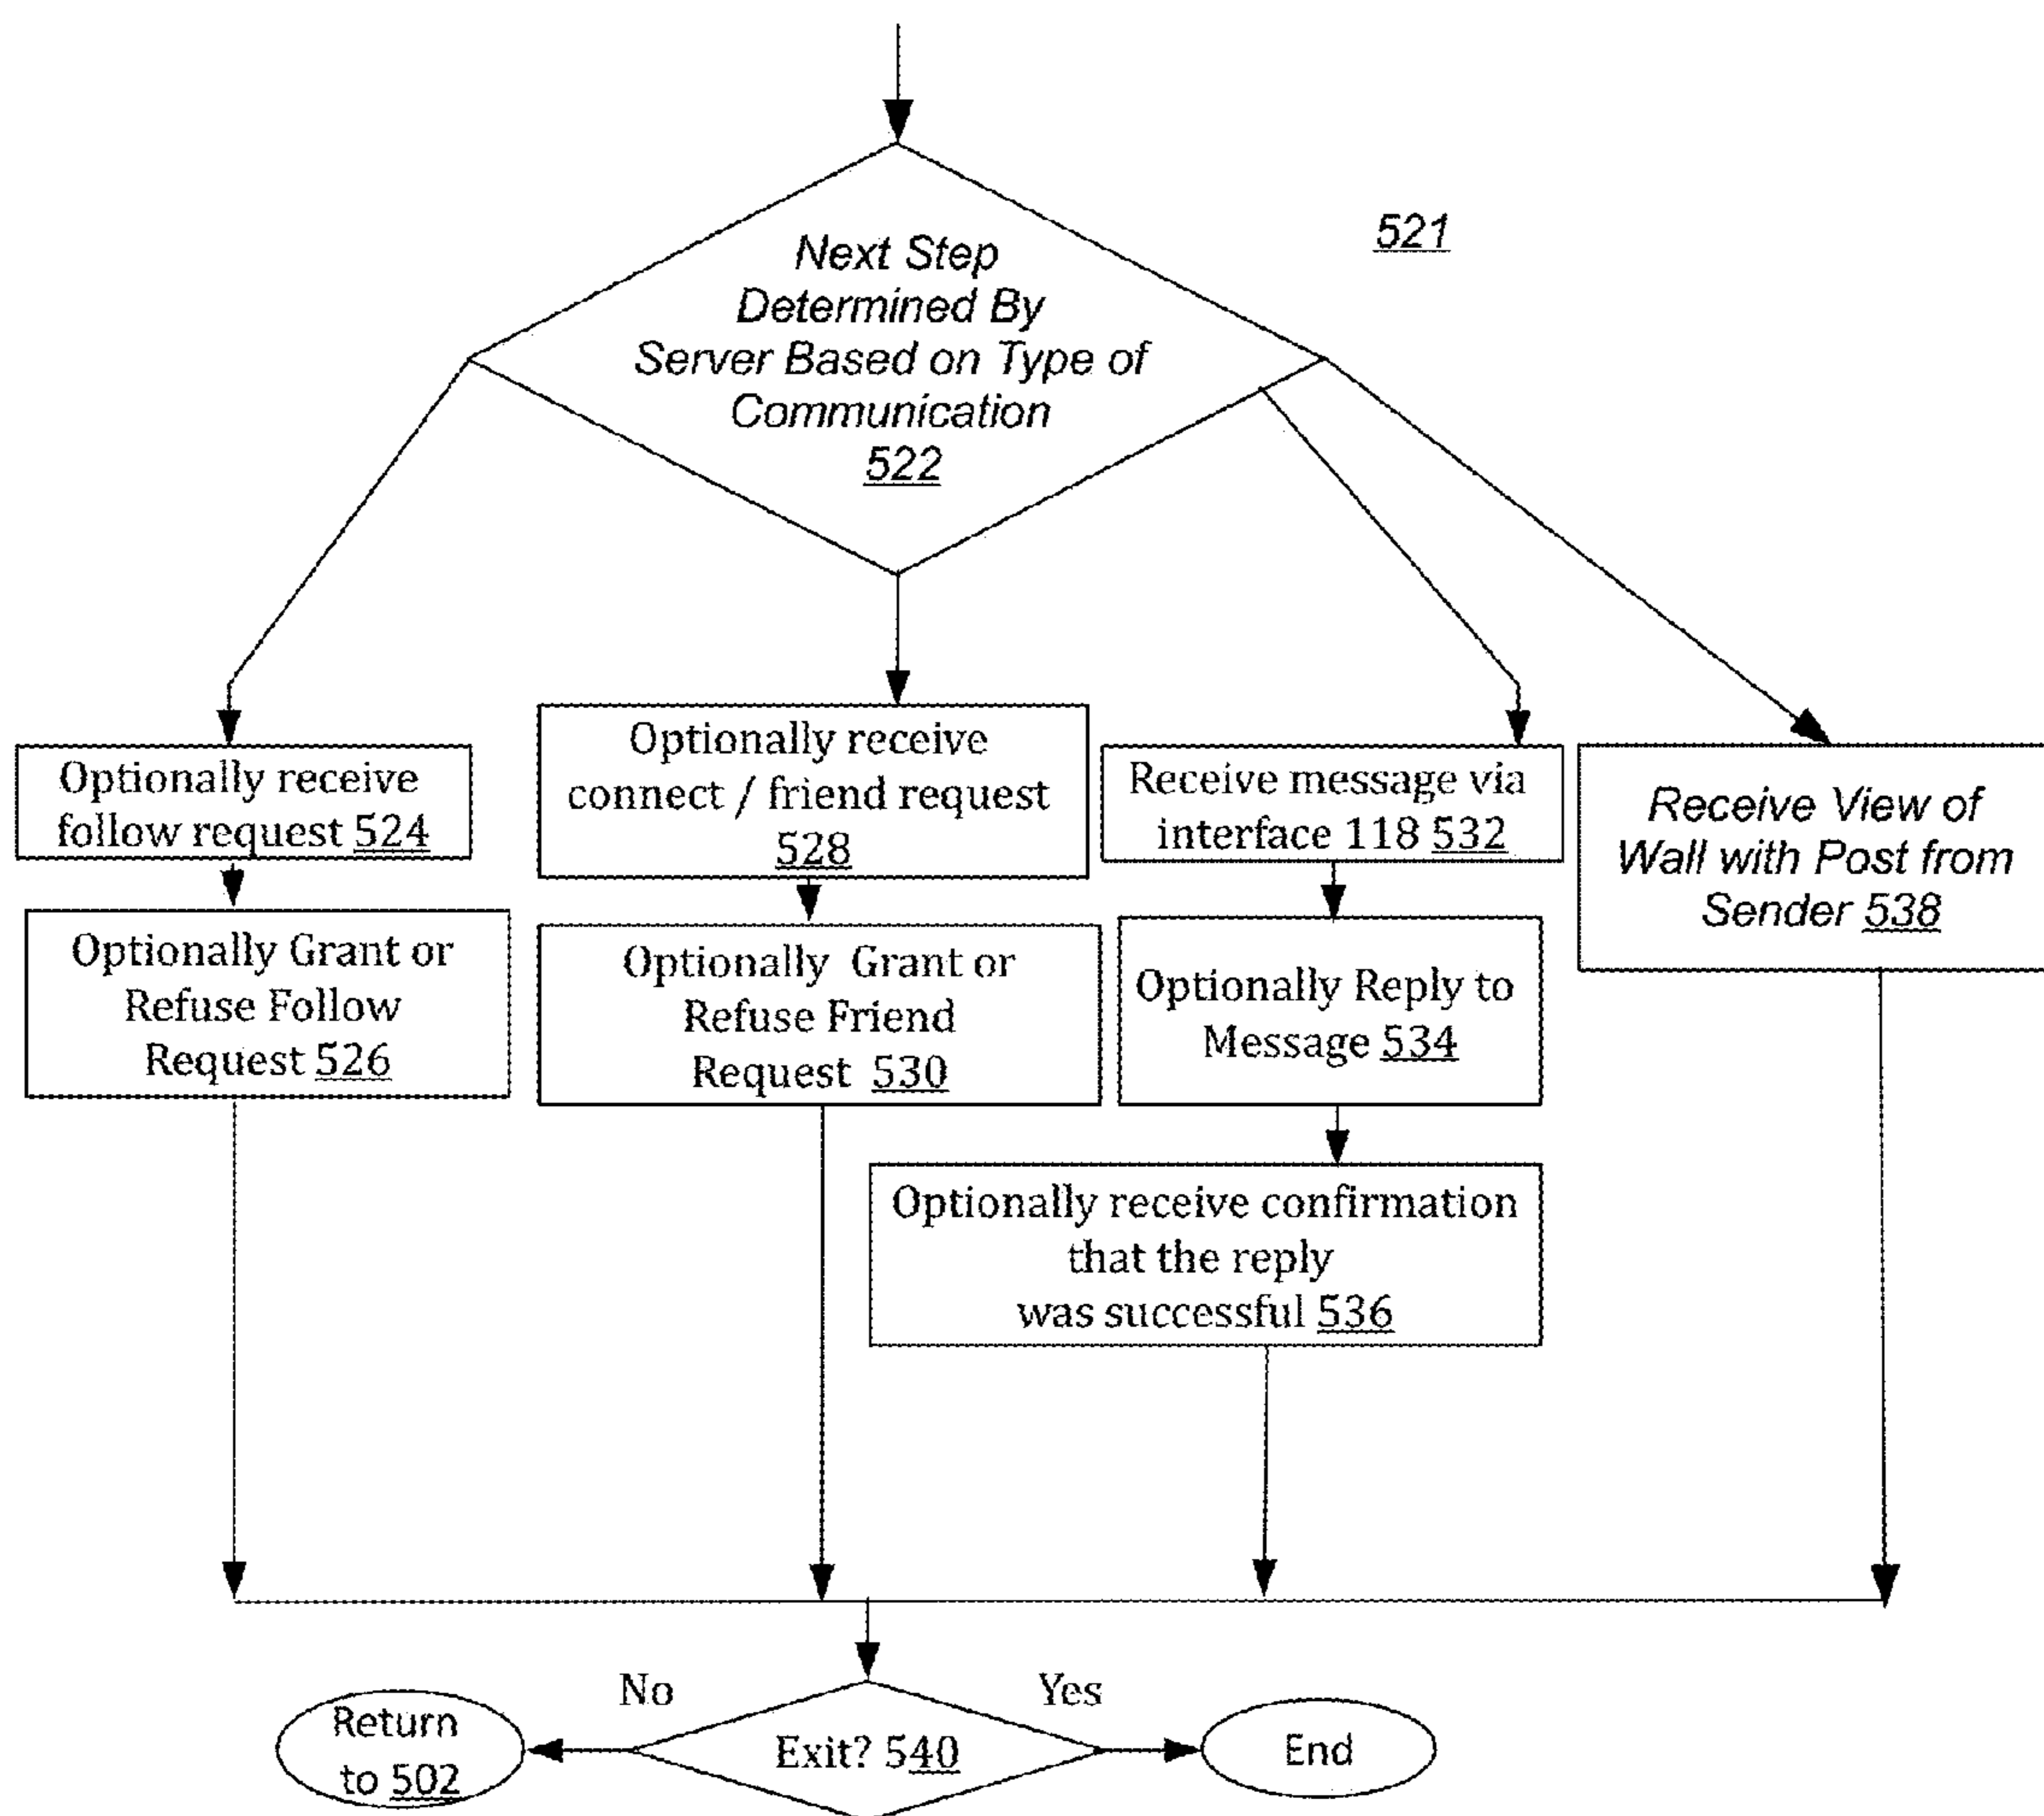 521
Next Step
Determined By
Server Based on Type of
Communication
522
Optionally receive
follow request 524
Optionally Grant or
Refuse Follow
Request 526
Optionally receive
connect / friend request
528
Optionally Grant or
Refuse Friend
Request 530
Receive message via
interface 118 532
Optionally Reply to
Message 534
Optionally receive confirmation
that the reply
was successful 536
Receive View of
Wall with Post from
Sender 538
No
Yes
Return
to 502
Exit? 540
End